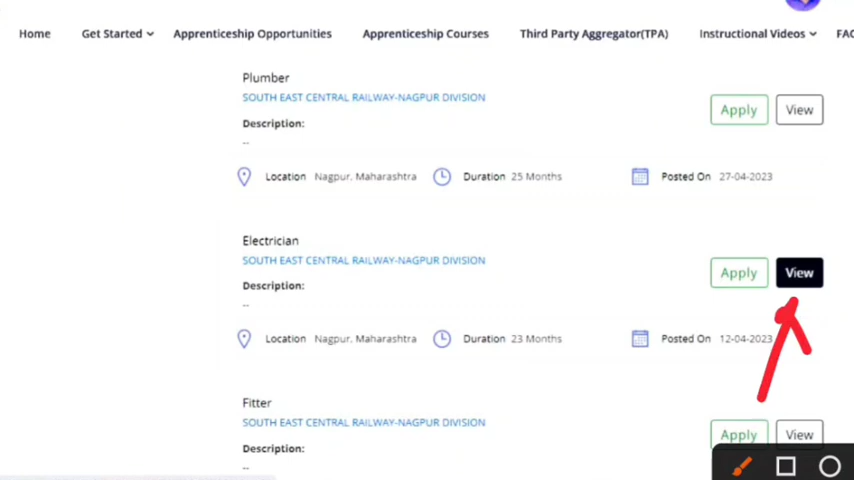 Home Get Started Apprenticeship Opportunities Apprenticeship Courses Third Party Aggregator(TPA) Instructional Videos FAQ
Plumber
SOUTH EAST CENTRAL RAILWAY-NAGPUR DIVISION
Apply View
Description:
--
Location Nagpur, Maharashtra Duration 25 Months Posted On 27-04-2023
Electrician
SOUTH EAST CENTRAL RAILWAY-NAGPUR DIVISION
Apply View
Description:
--
Location Nagpur, Maharashtra Duration 23 Months Posted On 12-04-2023
Fitter
SOUTH EAST CENTRAL RAILWAY-NAGPUR DIVISION
Apply View
Description:
--